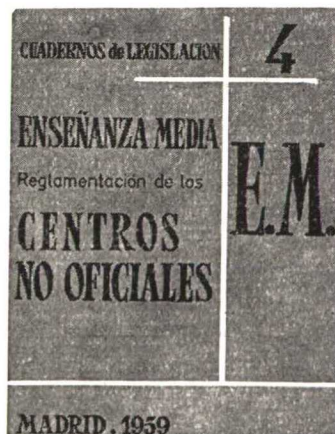 CUADERNOS de LEGISLACION
4
ENSEÑANZA MEDIA
Reglamentación de los
CENTROS
NO OFICIALES
E.M.
MADRID. 1959